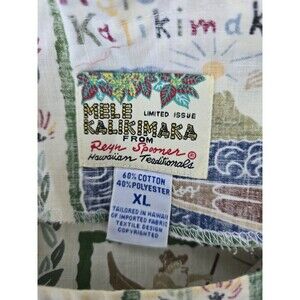 Kalikimak
LIMITED ISSUE
MELE
KALIKIMAKA
FROM
Reyn Spooner ®
Hawaiian Traditionals
60% COTTON
40% POLYESTER
XL
TAILORED IN HAWAII
OF IMPORTED FABRIC
TEXTILE DESIGN
COPYRIGHTED